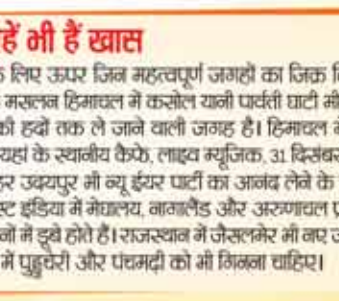 हें भी हैं खास
के लिए ऊपर जिन महत्वपूर्ण जगहों का जिक्र
मसलन हिमाचल में कसोल यानी पार्वती घाटी भी
की हदों तक ले जाने वाली जगह है। हिमाचल
यहां के स्थानीय कैफे, लाइव म्यूजिक, 31 दिसंबर
हर उदयपुर भी न्यू ईयर पार्टी का आनंद लेने के
स्ट इंडिया में मेघालय, नागालैंड और अरुणाचल
नों में डूबे होते हैं। राजस्थान में जैसलमेर भी नए
में पुडुचेरी और पंचमढ़ी को भी गिनना चाहिए।